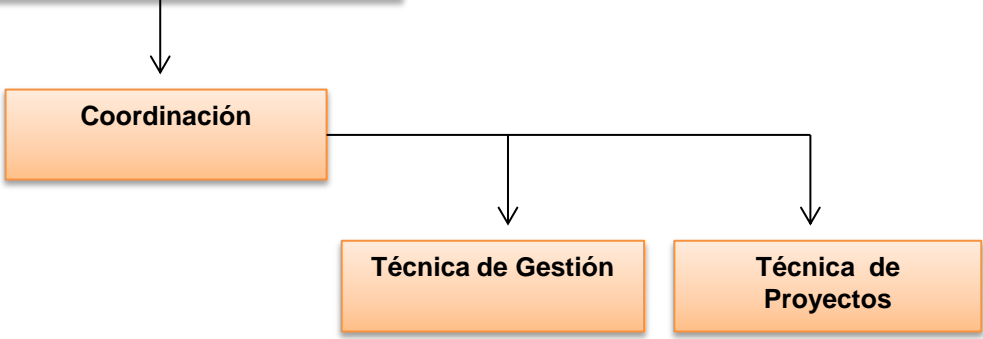 Coordinación
Técnica de Gestión
Técnica de
Proyectos